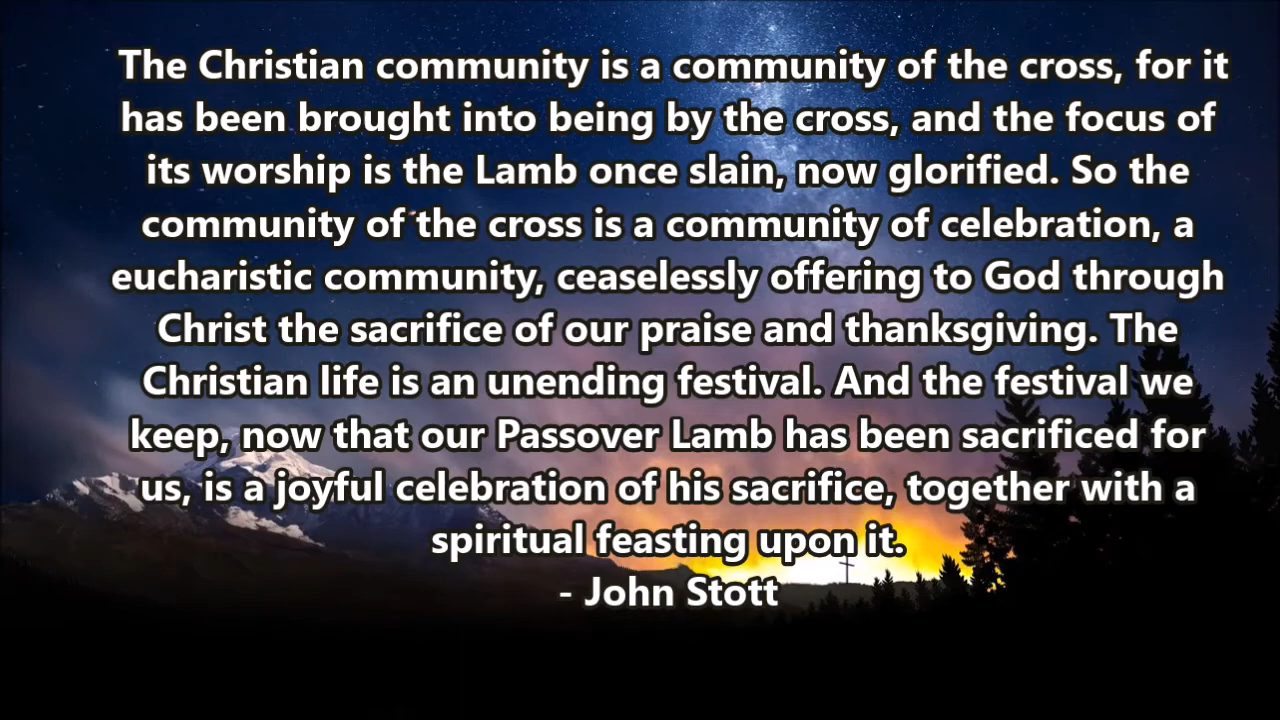 The Christian community is a community of the cross, for it
has been brought into being by the cross, and the focus of
its worship is the Lamb once slain, now glorified. So the
community of the cross is a community of celebration, a
eucharistic community, ceaselessly offering to God through
Christ the sacrifice of our praise and thanksgiving. The
Christian life is an unending festival. And the festival we
keep, now that our Passover Lamb has been sacrificed for
us, is a joyful celebration of his sacrifice, together with a
spiritual feasting upon it.
- John Stott